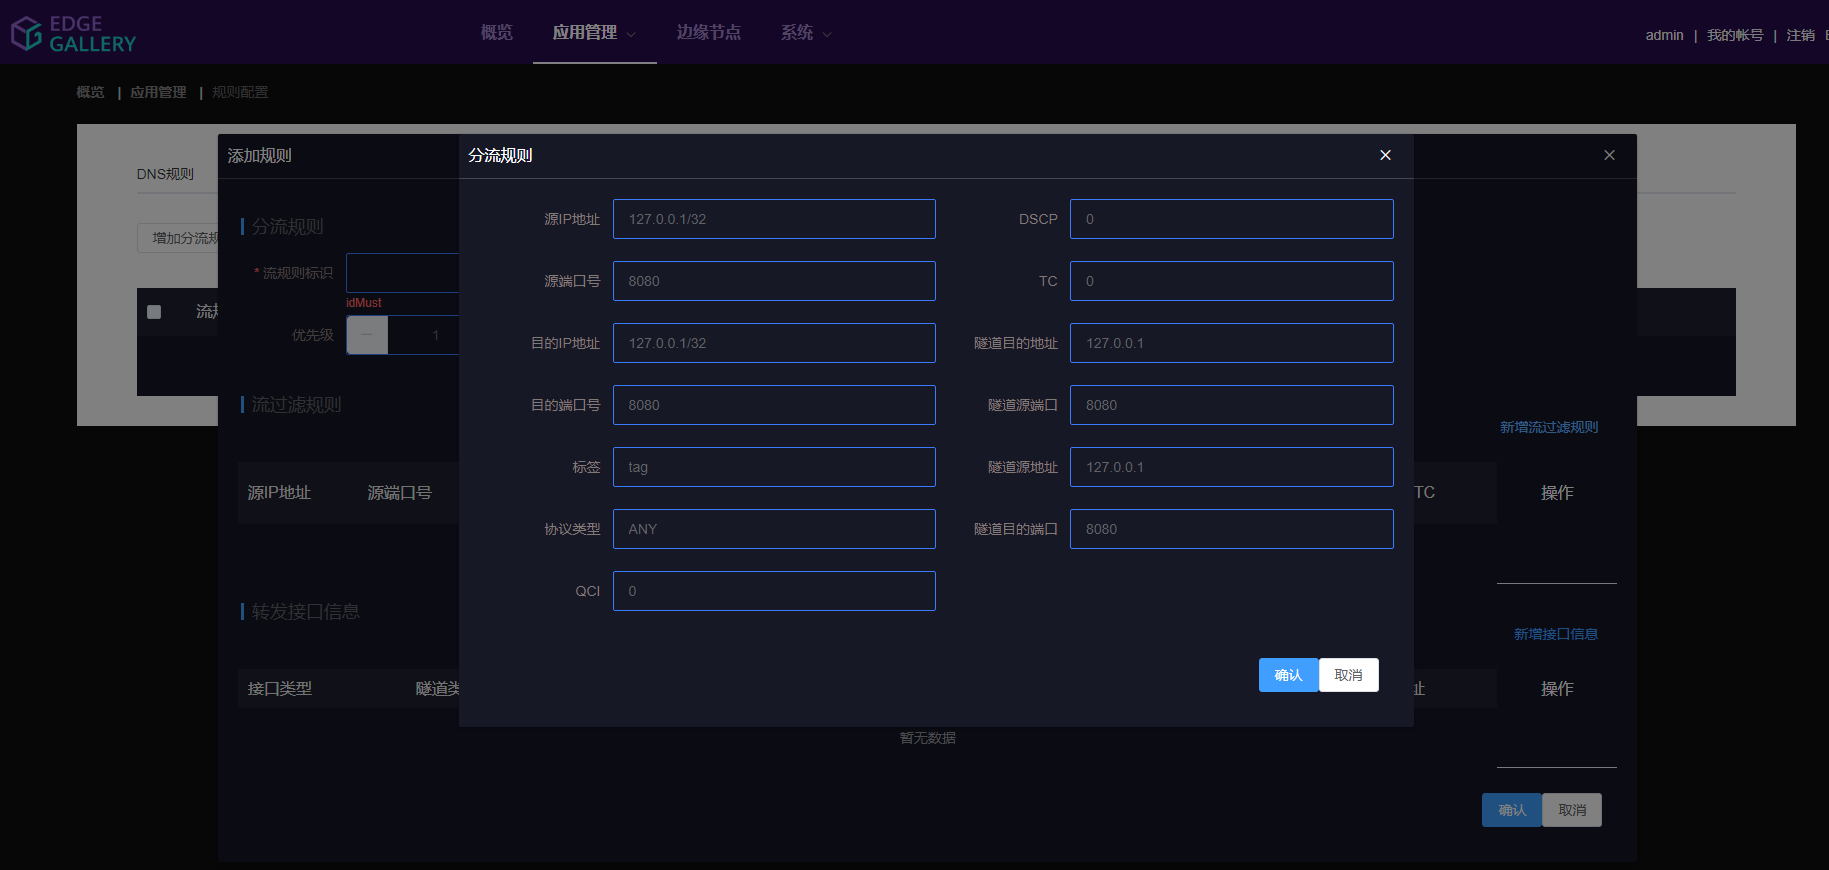 EDGE
GALLERY
概览
应用管理
边缘节点
系统
admin | 我的帐号 | 注销
概览 | 应用管理 | 规则配置
DNS规则
添加规则
分流规则
增加分流规
分流规则
* 流规则标识
idMust
优先级
1
流规
流过滤规则
新增流过滤规则
源IP地址
源端口号
TC
操作
转发接口信息
新增接口信息
接口类型
隧道类
址
操作
暂无数据
确认
取消
源IP地址
127.0.0.1/32
DSCP
0
源端口号
8080
TC
0
目的IP地址
127.0.0.1/32
隧道目的地址
127.0.0.1
目的端口号
8080
隧道源端口
8080
标签
tag
隧道源地址
127.0.0.1
协议类型
ANY
隧道目的端口
8080
QCI
0
确认
取消